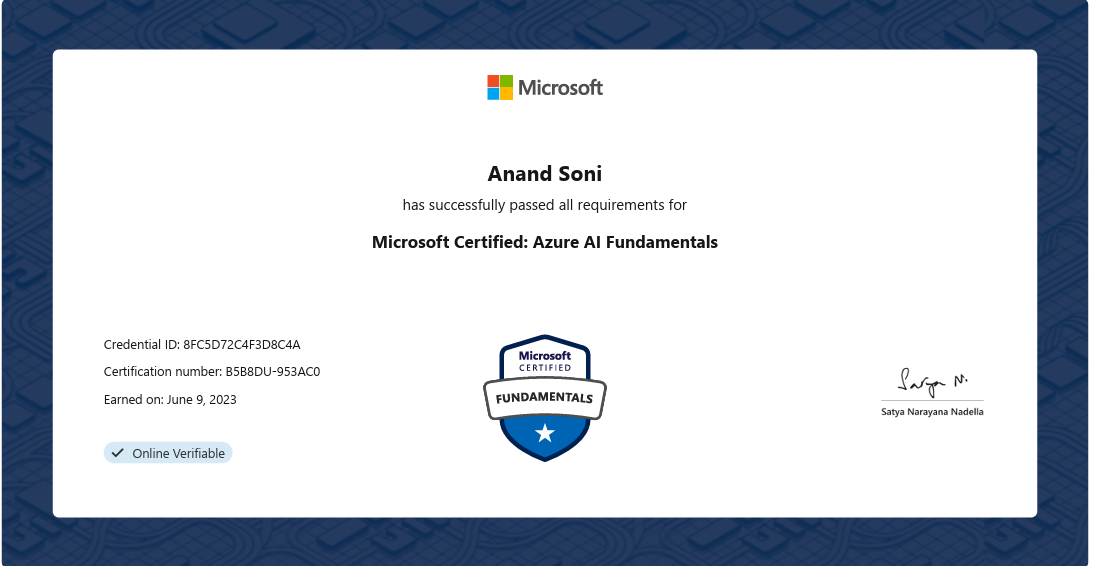 Microsoft
Anand Soni
has successfully passed all requirements for
Microsoft Certified: Azure AI Fundamentals
Credential ID: 8FC5D72C4F3D8C4A
Certification number: B5B8DU-953AC0
Earned on: June 9, 2023
Online Verifiable
Microsoft
CERTIFIED
FUNDAMENTALS
Satya N.
Satya Narayana Nadella